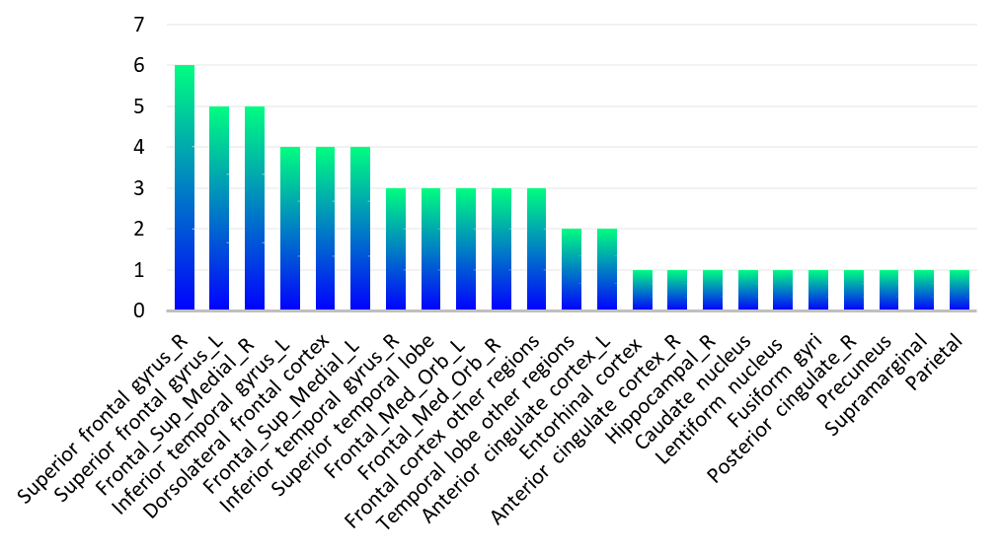 7
6
5
4
3
2
1
0
Superior frontal gyrus_R
Superior frontal gyrus_L
Frontal_Sup_Medial_R
Inferior temporal gyrus_L
Dorsolateral frontal cortex
Frontal_Sup_Medial_L
Inferior temporal gyrus_R
Superior temporal lobe
Frontal_Med_Orb_L
Frontal_Med_Orb_R
Frontal cortex other regions
Temporal lobe other regions
Anterior cingulate cortex_L
Entorhinal cortex
Anterior cingulate cortex_R
Hippocampal_R
Caudate nucleus
Lentiform nucleus
Fusiform gyri
Posterior cingulate_R
Precuneus
Supramarginal
Parietal